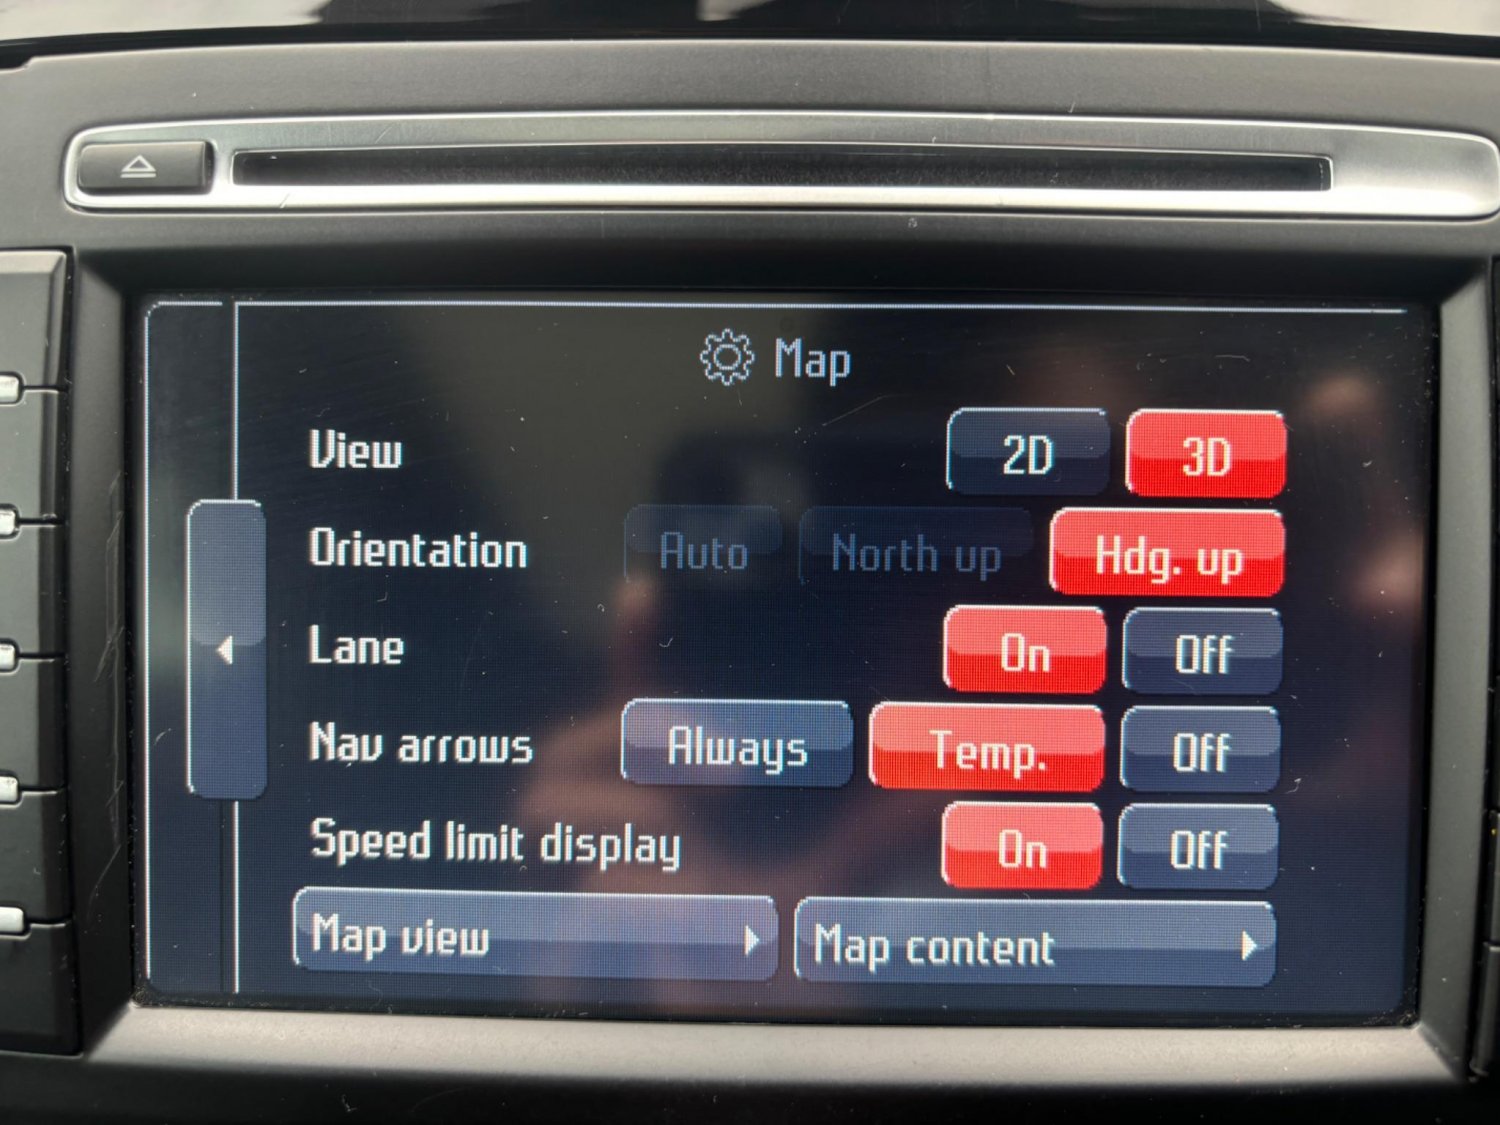 Map
View 2D 3D
Orientation Auto North up Hdg. up
Lane On Off
Nav arrows Always Temp. Off
Speed limit display On Off
Map view Map content